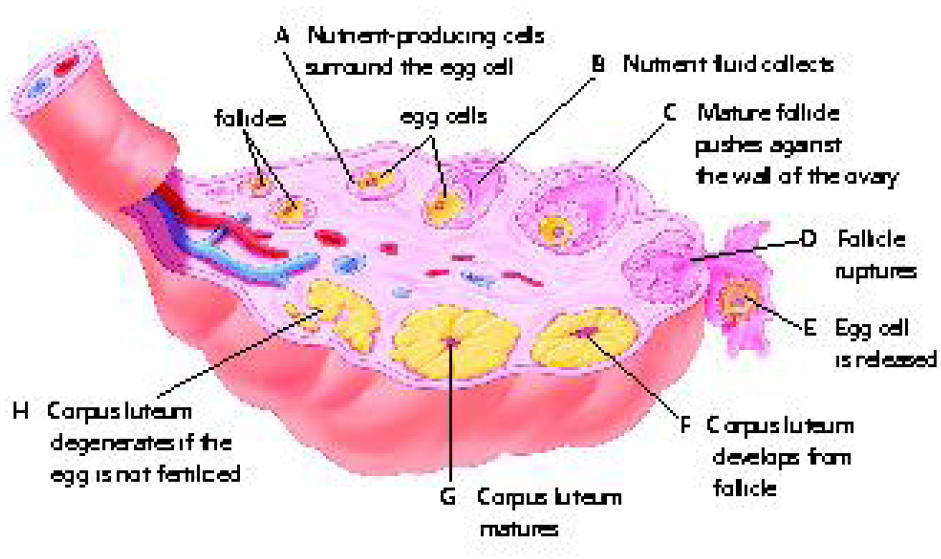 A Nutrient-producing cells
surround the egg cell
B Nutrient fluid collects
follicles
egg cells
C Mature follicle
pushes against
the wall of the ovary
D Follicle
ruptures
E Egg cell
is released
F Corpus luteum
develops from
follicle
G Corpus luteum
matures
H Corpus luteum
degenerates if the
egg is not fertilized